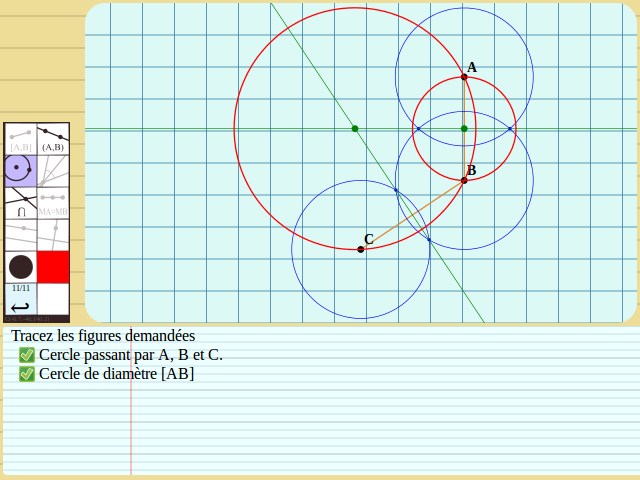 A
B
C
[A,B] (A,B)
∩ MA=MB
11/11
Tracez les figures demandées
Cercle passant par A, B et C.
Cercle de diamètre [AB]